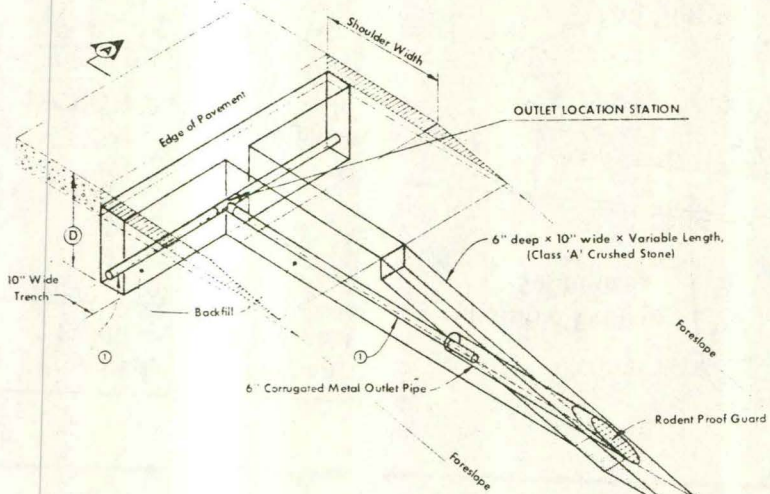 A
Shoulder Width
OUTLET LOCATION STATION
Edge of Pavement
D
6" deep × 10" wide × Variable Length,
(Class 'A' Crushed Stone)
10" Wide
Trench
Backfill
Foreslope
1
1
6" Corrugated Metal Outlet Pipe
Rodent Proof Guard
Foreslope